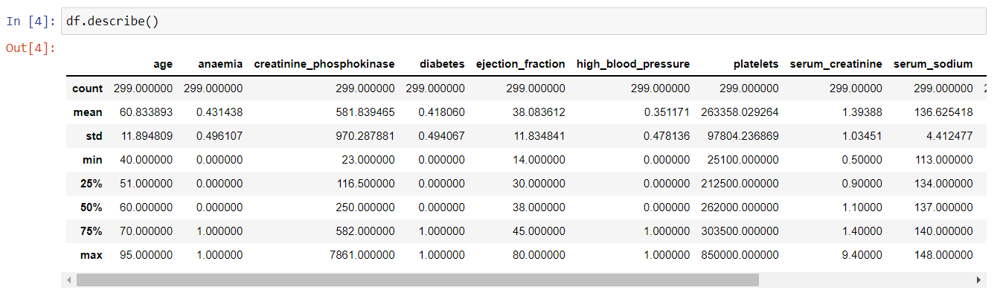 In [4]: df.describe()
Out[4]:
age anaemia creatinine_phosphokinase diabetes ejection_fraction high_blood_pressure platelets serum_creatinine serum_sodium
count 299.000000 299.000000 299.000000 299.000000 299.000000 299.000000 299.000000 299.00000 299.000000
mean 60.833893 0.431438 581.839465 0.418060 38.083612 0.351171 263358.029264 1.39388 136.625418
std 11.894809 0.496107 970.287881 0.494067 11.834841 0.478136 97804.236869 1.03451 4.412477
min 40.000000 0.000000 23.000000 0.000000 14.000000 0.000000 25100.000000 0.50000 113.000000
25% 51.000000 0.000000 116.500000 0.000000 30.000000 0.000000 212500.000000 0.90000 134.000000
50% 60.000000 0.000000 250.000000 0.000000 38.000000 0.000000 262000.000000 1.10000 137.000000
75% 70.000000 1.000000 582.000000 1.000000 45.000000 1.000000 303500.000000 1.40000 140.000000
max 95.000000 1.000000 7861.000000 1.000000 80.000000 1.000000 850000.000000 9.40000 148.000000